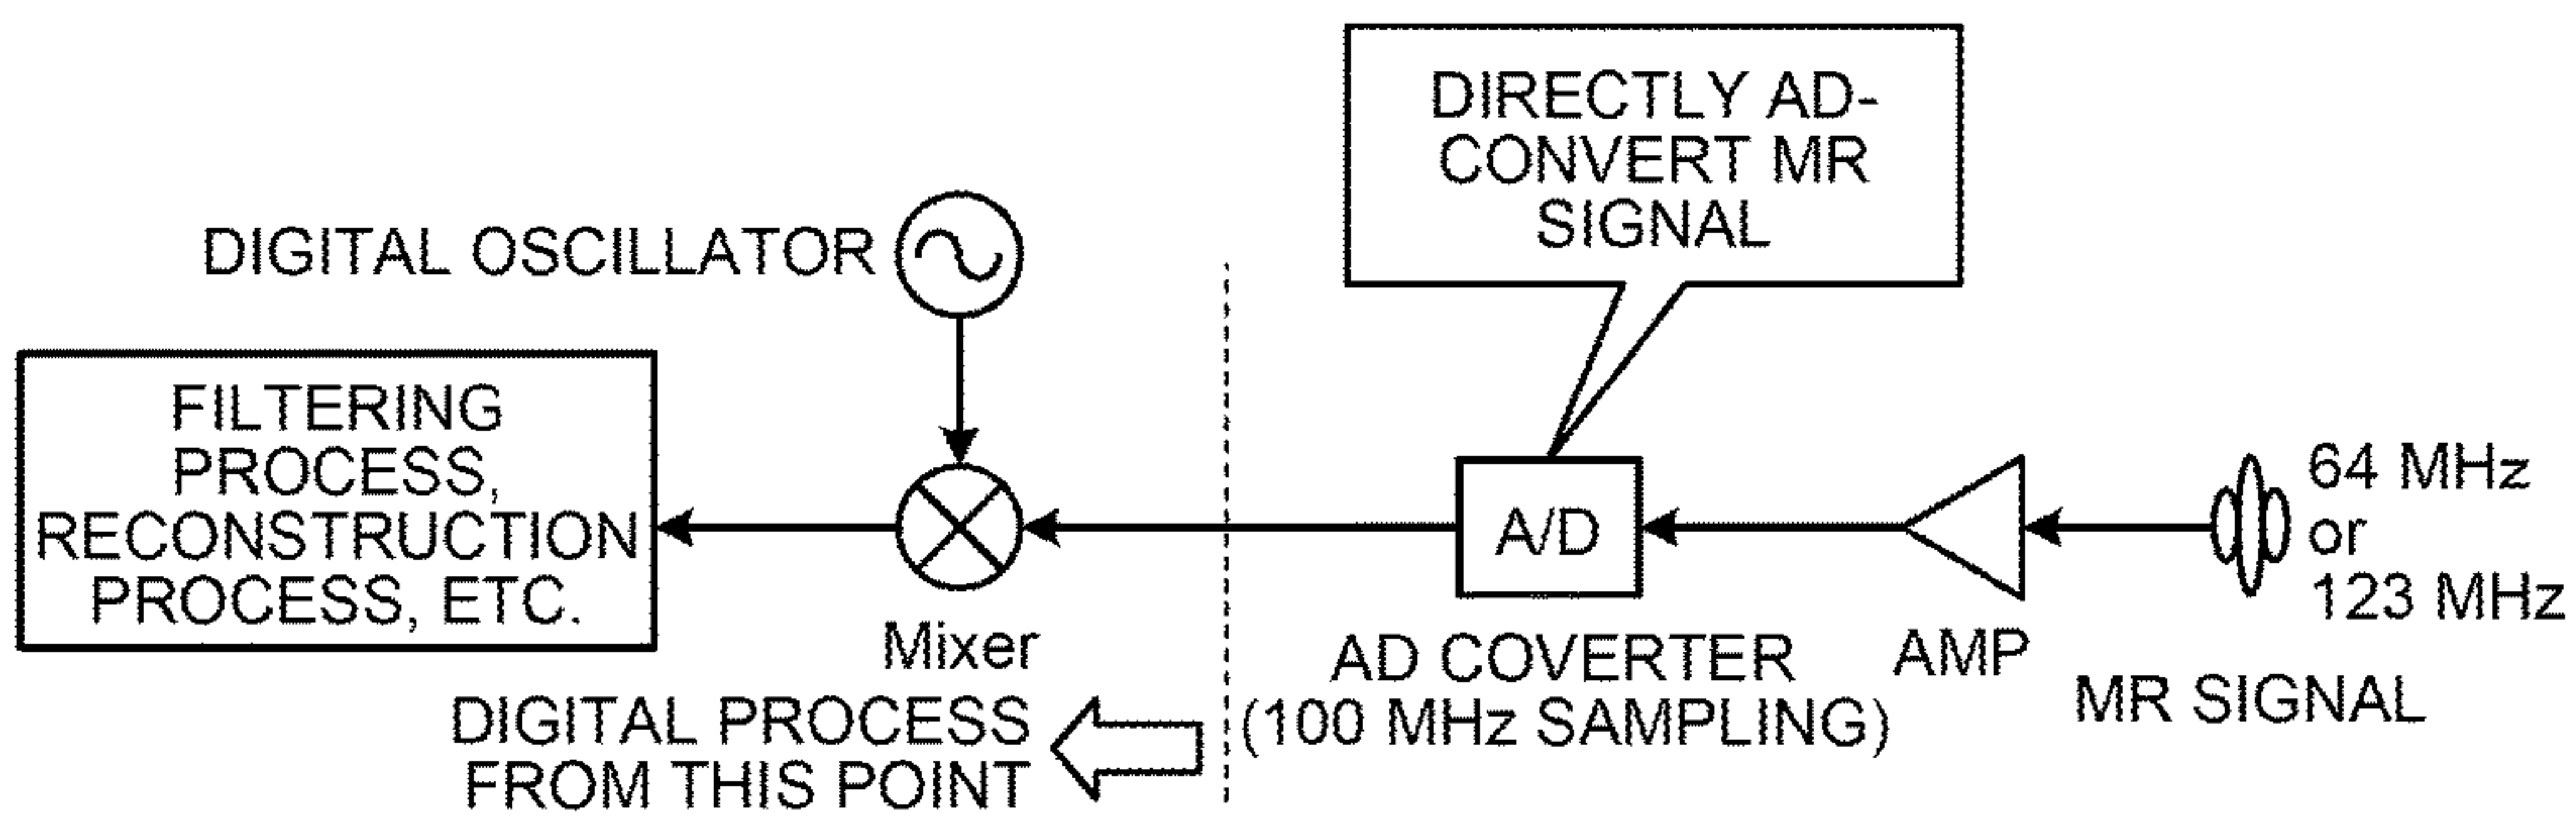 DIRECTLY AD-
CONVERT MR
SIGNAL
DIGITAL OSCILLATOR
FILTERING
PROCESS,
RECONSTRUCTION
PROCESS, ETC.
Mixer
A/D
64 MHz
or
123 MHz
AD COVERTER
(100 MHz SAMPLING)
AMP
MR SIGNAL
DIGITAL PROCESS
FROM THIS POINT